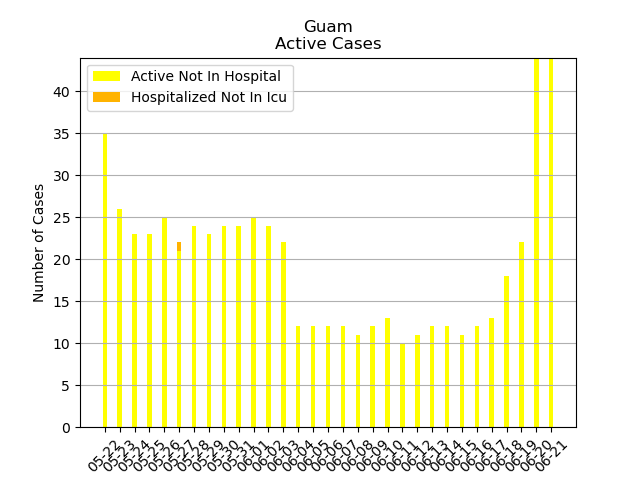 Guam
Active Cases
Active Not In Hospital
Hospitalized Not In Icu
Number of Cases
40
35
30
25
20
15
10
5
0
05-22 05-23 05-24 05-25 05-26 05-27 05-28 05-29 05-30 05-31 06-01 06-02 06-03 06-04 06-05 06-06 06-07 06-08 06-09 06-10 06-11 06-12 06-13 06-14 06-15 06-16 06-17 06-18 06-19 06-20 06-21